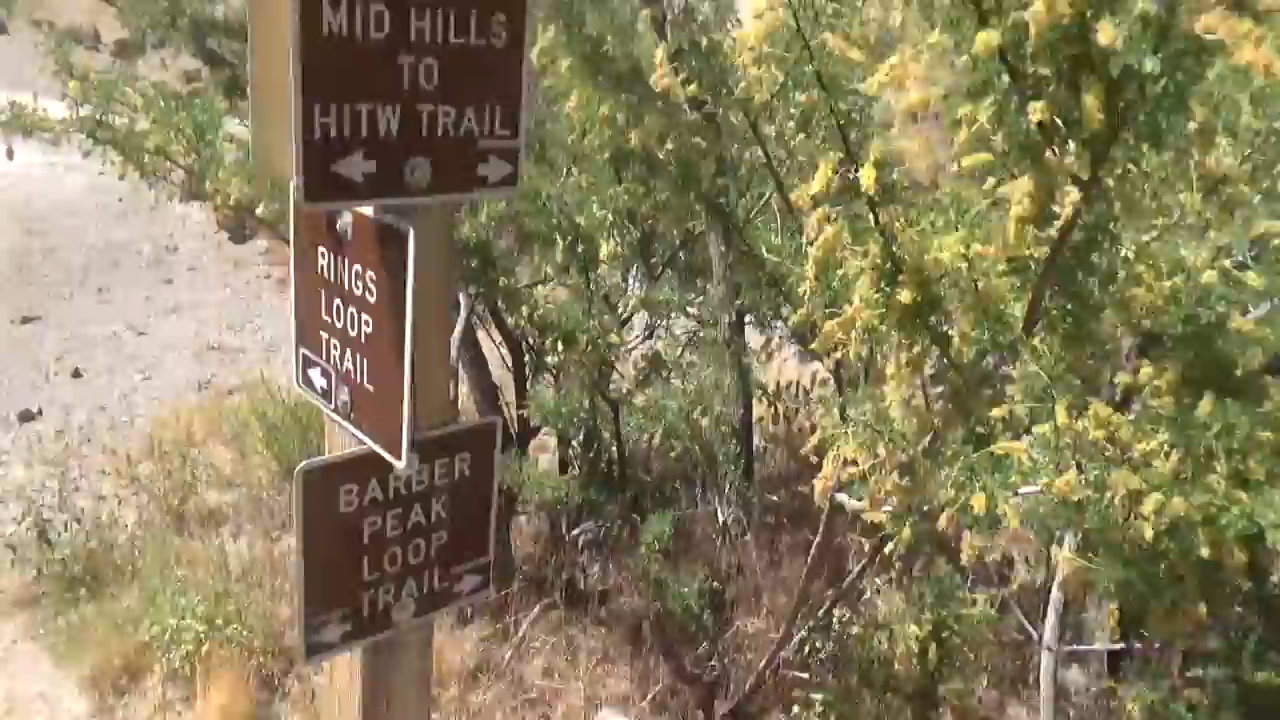 MID HILLS
TO
HITW TRAIL
RINGS
LOOP
TRAIL
BARBER
PEAK
LOOP
TRAIL